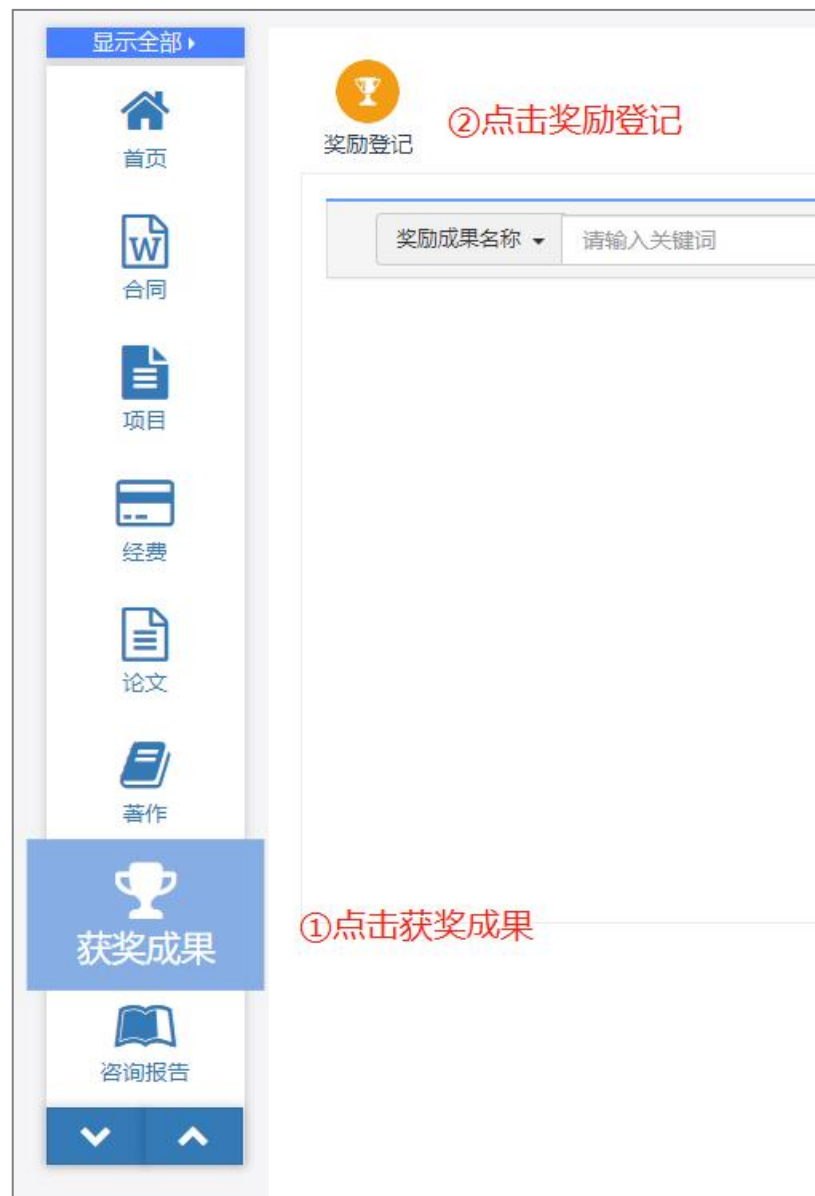 显示全部
首页
合同
项目
经费
论文
著作
获奖成果
咨询报告
奖励登记
②点击奖励登记
奖励成果名称 请输入关键词
①点击获奖成果